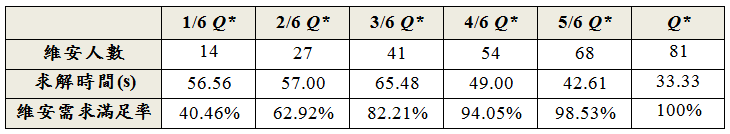 1/6 Q* 2/6 Q* 3/6 Q* 4/6 Q* 5/6 Q* Q*
維安人數 14 27 41 54 68 81
求解時間(s) 56.56 57.00 65.48 49.00 42.61 33.33
維安需求滿足率 40.46% 62.92% 82.21% 94.05% 98.53% 100%